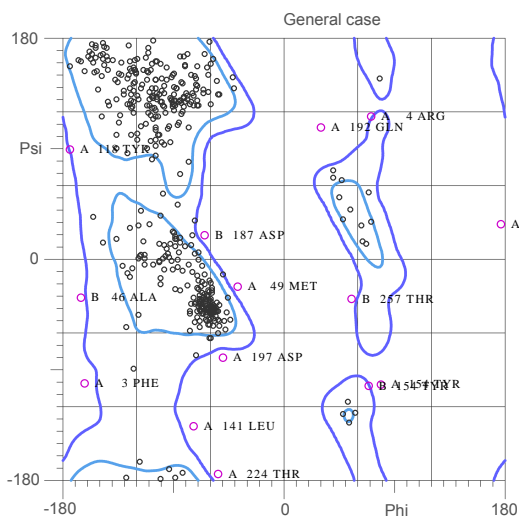 General case
180
A 4 ARG
A 192 GLN
Psi
A 118 TYR
A
B 187 ASP
0
A 49 MET
B 46 ALA
B 257 THR
A 197 ASP
A 3 PHE
B 154 TYR
A 154 TYR
A 141 LEU
A 224 THR
-180
-180 0 Phi 180